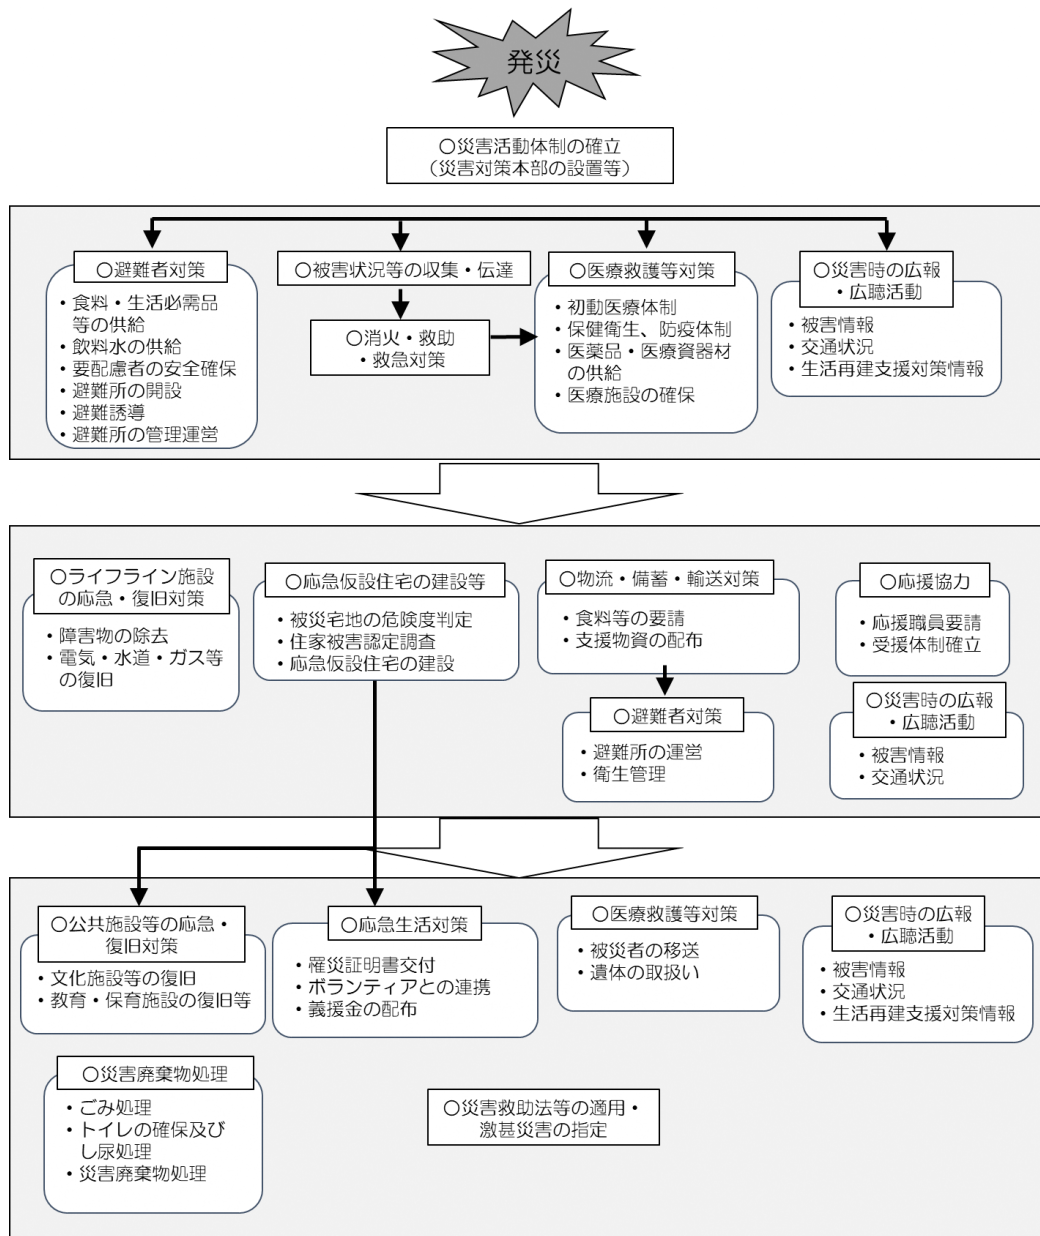 発災
○災害活動体制の確立
（災害対策本部の設置等）
○避難者対策
・食料・生活必需品
等の供給
・飲料水の供給
・要配慮者の安全確保
・避難所の開設
・避難誘導
・避難所の管理運営
○被害状況等の収集・伝達
○消火・救助
・救急対策
○医療救護等対策
・初動医療体制
・保健衛生、防疫体制
・医薬品・医療資器材
の供給
・医療施設の確保
○災害時の広報
・広聴活動
・被害情報
・交通状況
・生活再建支援対策情報
○ライフライン施設
の応急・復旧対策
・障害物の除去
・電気・水道・ガス等
の復旧
○応急仮設住宅の建設等
・被災宅地の危険度判定
・住家被害認定調査
・応急仮設住宅の建設
○物流・備蓄・輸送対策
・食料等の要請
・支援物資の配布
○避難者対策
・避難所の運営
・衛生管理
○応援協力
・応援職員要請
・受援体制確立
○災害時の広報
・広聴活動
・被害情報
・交通状況
○公共施設等の応急・
復旧対策
・文化施設等の復旧
・教育・保育施設の復旧等
○応急生活対策
・罹災証明書交付
・ボランティアとの連携
・義援金の配布
○医療救護等対策
・被災者の移送
・遺体の取扱い
○災害時の広報
・広聴活動
・被害情報
・交通状況
・生活再建支援対策情報
○災害廃棄物処理
・ごみ処理
・トイレの確保及び
し尿処理
・災害廃棄物処理
○災害救助法等の適用・
激甚災害の指定